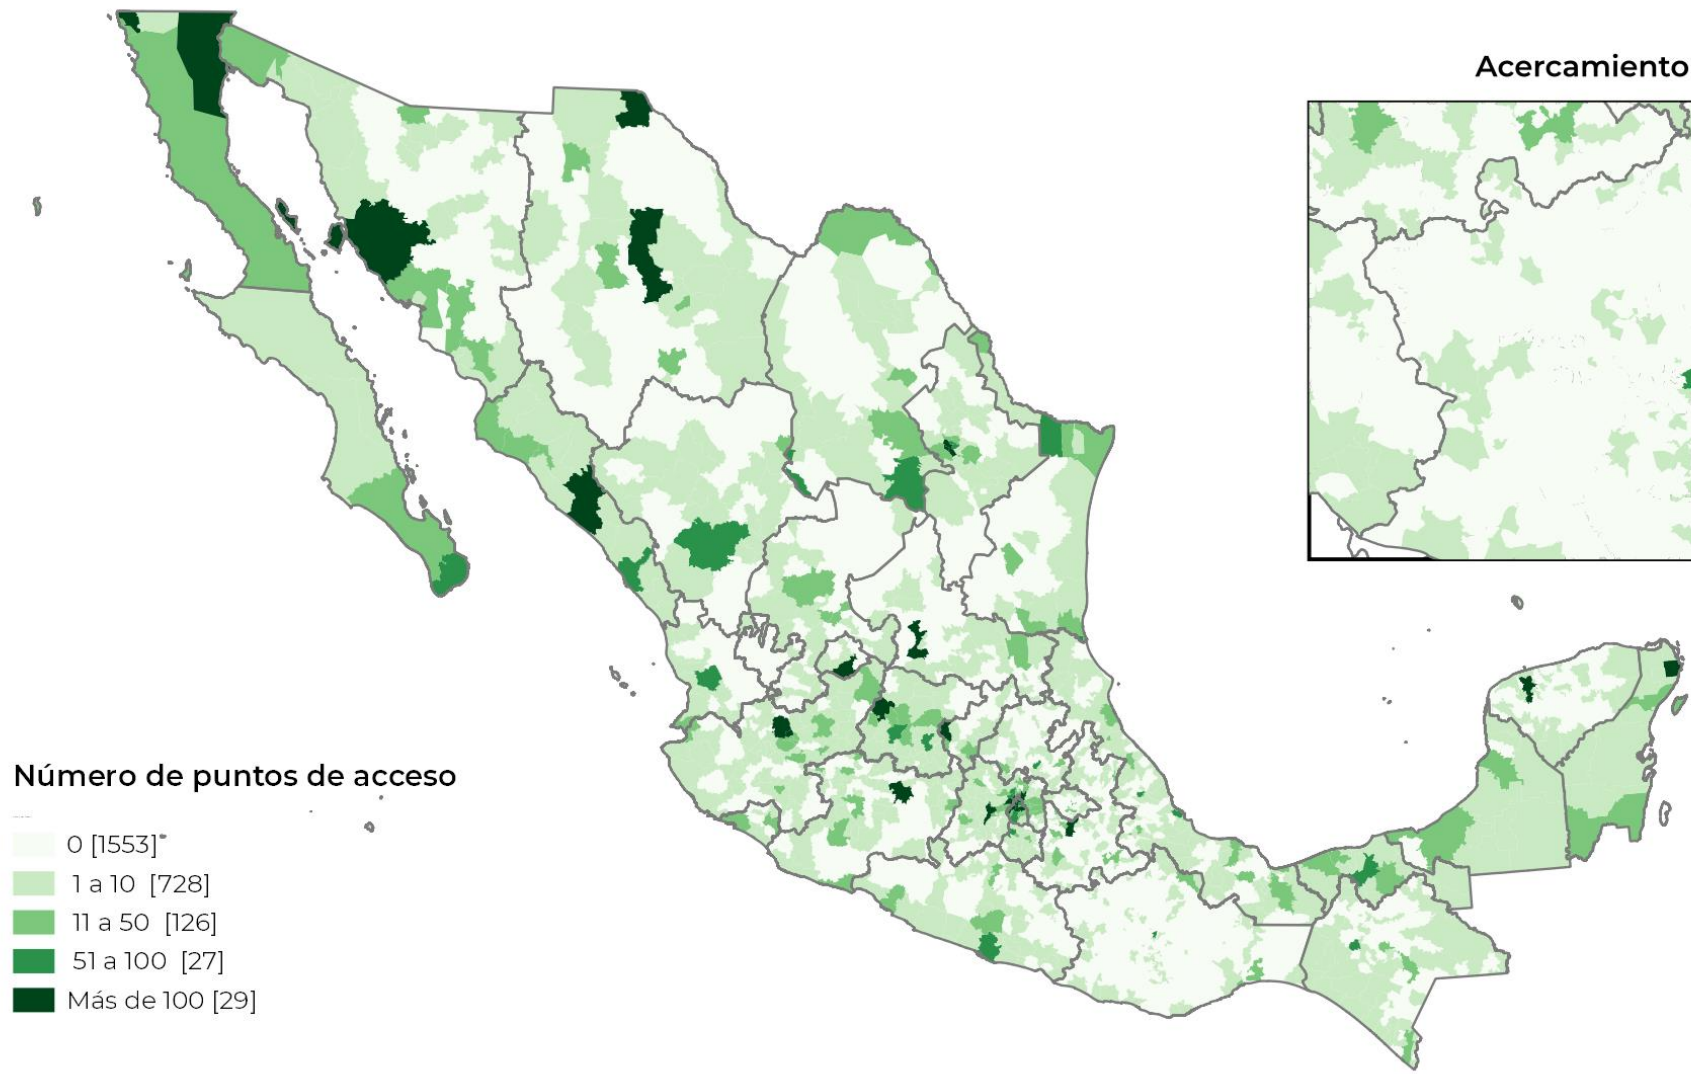 Acercamiento
Número de puntos de acceso
0 [1553]*
1 a 10 [728]
11 a 50 [126]
51 a 100 [27]
Más de 100 [29]